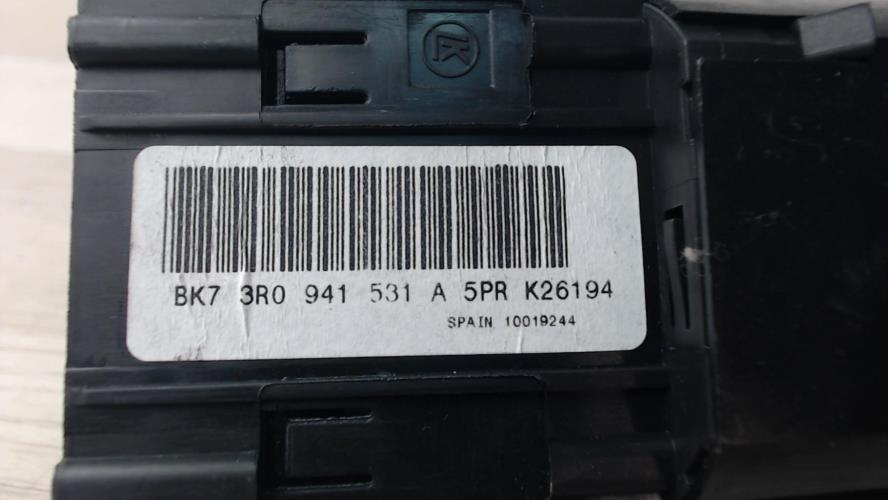 BK7 3R0 941 531 A 5PR K26194
SPAIN 10019244